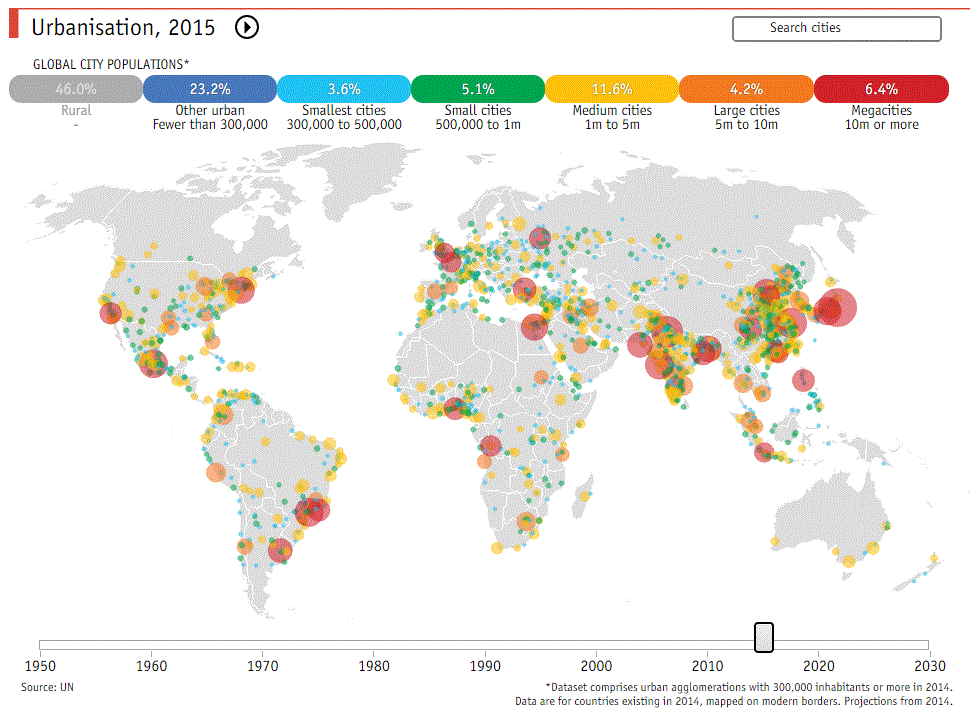 Urbanisation, 2015
Search cities
GLOBAL CITY POPULATIONS*
46.0% 23.2% 3.6% 5.1% 11.6% 4.2% 6.4%
Rural Other urban Smallest cities Small cities Medium cities Large cities Megacities
- Fewer than 300,000 300,000 to 500,000 500,000 to 1m 1m to 5m 5m to 10m 10m or more
1950 1960 1970 1980 1990 2000 2010 2020 2030
Source: UN
*Dataset comprises urban agglomerations with 300,000 inhabitants or more in 2014.
Data are for countries existing in 2014, mapped on modern borders. Projections from 2014.